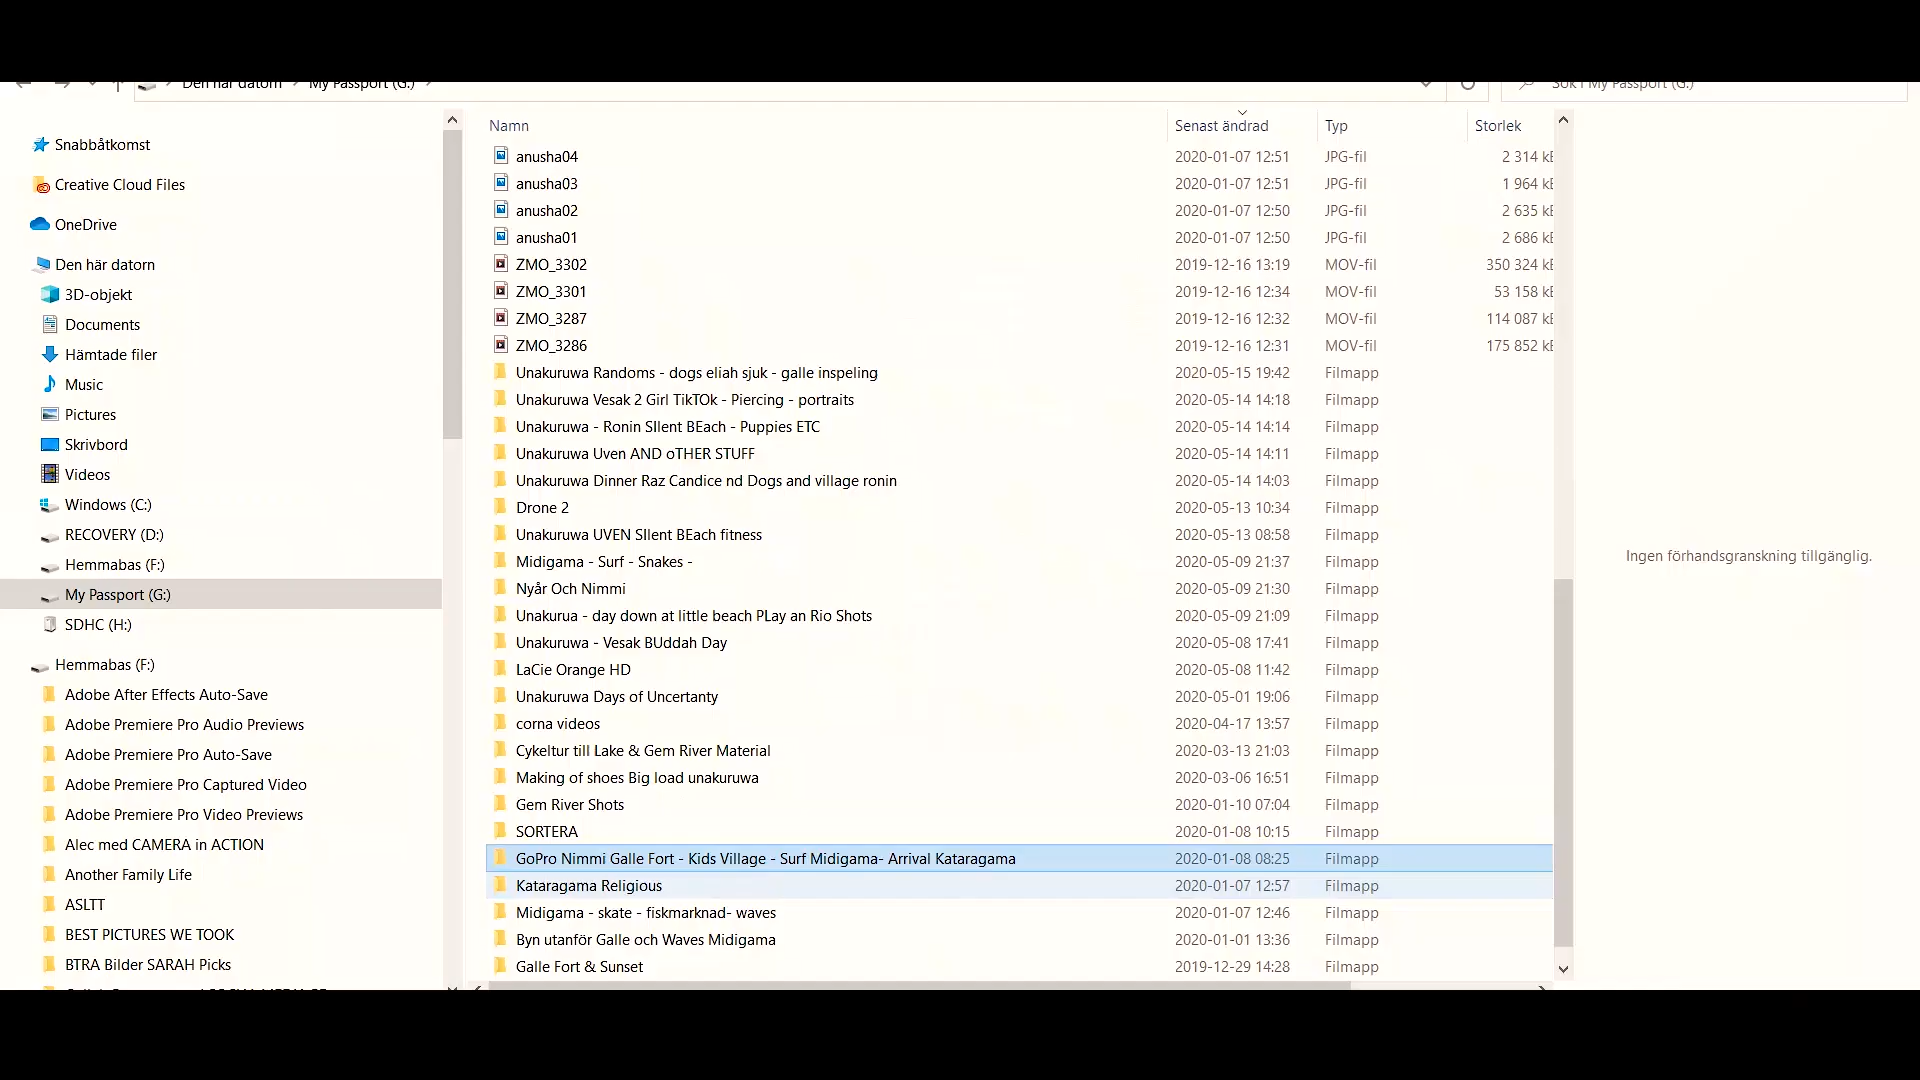 Den här datorn > My Passport (G:) >
Sök i My Passport (G:)
Snabbåtkomst
Creative Cloud Files
OneDrive
Den här datorn
3D-objekt
Documents
Hämtade filer
Music
Pictures
Skrivbord
Videos
Windows (C:)
RECOVERY (D:)
Hemmabas (F:)
My Passport (G:)
SDHC (H:)
Hemmabas (F:)
Adobe After Effects Auto-Save
Adobe Premiere Pro Audio Previews
Adobe Premiere Pro Auto-Save
Adobe Premiere Pro Captured Video
Adobe Premiere Pro Video Previews
Alec med CAMERA in ACTION
Another Family Life
ASLTT
BEST PICTURES WE TOOK
BTRA Bilder SARAH Picks
Namn Senast ändrad Typ Storlek
anusha04 2020-01-07 12:51 JPG-fil 2 314 kB
anusha03 2020-01-07 12:51 JPG-fil 1 964 kB
anusha02 2020-01-07 12:50 JPG-fil 2 635 kB
anusha01 2020-01-07 12:50 JPG-fil 2 686 kB
ZMO_3302 2019-12-16 13:19 MOV-fil 350 324 kB
ZMO_3301 2019-12-16 12:34 MOV-fil 53 158 kB
ZMO_3287 2019-12-16 12:32 MOV-fil 114 087 kB
ZMO_3286 2019-12-16 12:31 MOV-fil 175 852 kB
Unakuruwa Randoms - dogs eliah sjuk - galle inspeling 2020-05-15 19:42 Filmapp
Unakuruwa Vesak 2 Girl TikTOk - Piercing - portraits 2020-05-14 14:18 Filmapp
Unakuruwa - Ronin SIlent BEach - Puppies ETC 2020-05-14 14:14 Filmapp
Unakuruwa Uven AND oTHER STUFF 2020-05-14 14:11 Filmapp
Unakuruwa Dinner Raz Candice nd Dogs and village ronin 2020-05-14 14:03 Filmapp
Drone 2 2020-05-13 10:34 Filmapp
Unakuruwa UVEN SIlent BEach fitness 2020-05-13 08:58 Filmapp
Midigama - Surf - Snakes - 2020-05-09 21:37 Filmapp
Nyår Och Nimmi 2020-05-09 21:30 Filmapp
Unakurua - day down at little beach PLay an Rio Shots 2020-05-09 21:09 Filmapp
Unakuruwa - Vesak BUddah Day 2020-05-08 17:41 Filmapp
LaCie Orange HD 2020-05-08 11:42 Filmapp
Unakuruwa Days of Uncertanty 2020-05-01 19:06 Filmapp
corna videos 2020-04-17 13:57 Filmapp
Cykeltur till Lake & Gem River Material 2020-03-13 21:03 Filmapp
Making of shoes Big load unakuruwa 2020-03-06 16:51 Filmapp
Gem River Shots 2020-01-10 07:04 Filmapp
SORTERA 2020-01-08 10:15 Filmapp
GoPro Nimmi Galle Fort - Kids Village - Surf Midigama- Arrival Kataragama 2020-01-08 08:25 Filmapp
Kataragama Religious 2020-01-07 12:57 Filmapp
Midigama - skate - fiskmarknad- waves 2020-01-07 12:46 Filmapp
Byn utanför Galle och Waves Midigama 2020-01-01 13:36 Filmapp
Galle Fort & Sunset 2019-12-29 14:28 Filmapp
Ingen förhandsgranskning tillgänglig.